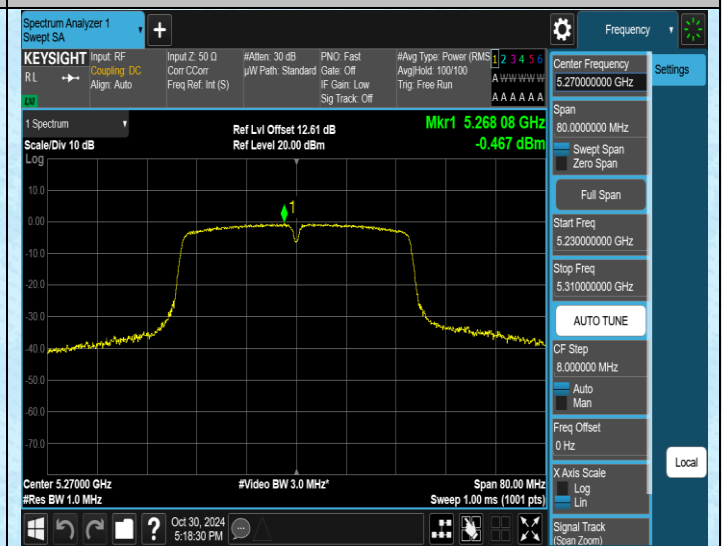 Spectrum Analyzer 1
Swept SA
+
Frequency
KEYSIGHT
R L
LXI
Input: RF
Coupling: DC
Align: Auto
Input Z: 50 Ω
Corr CCorr
Freq Ref: Int (S)
#Atten: 30 dB
µW Path: Standard
PNO: Fast
Gate: Off
IF Gain: Low
Sig Track: Off
#Avg Type: Power (RMS
Avg|Hold: 100/100
Trig: Free Run
1 2 3 4 5 6
A W W W W W
A A A A A A
1 Spectrum
Scale/Div 10 dB
Log
Ref Lvl Offset 12.61 dB
Ref Level 20.00 dBm
Mkr1 5.268 08 GHz
-0.467 dBm
10.0
0.00
-10.0
-20.0
-30.0
-40.0
-50.0
-60.0
-70.0
1
Center 5.27000 GHz
#Res BW 1.0 MHz
#Video BW 3.0 MHz*
Span 80.00 MHz
Sweep 1.00 ms (1001 pts)
Center Frequency
5.270000000 GHz
Span
80.0000000 MHz
Swept Span
Zero Span
Full Span
Start Freq
5.230000000 GHz
Stop Freq
5.310000000 GHz
AUTO TUNE
CF Step
8.000000 MHz
Auto
Man
Freq Offset
0 Hz
X Axis Scale
Log
Lin
Signal Track
(Span Zoom)
Settings
Local
?
Oct 30, 2024
5:18:30 PM